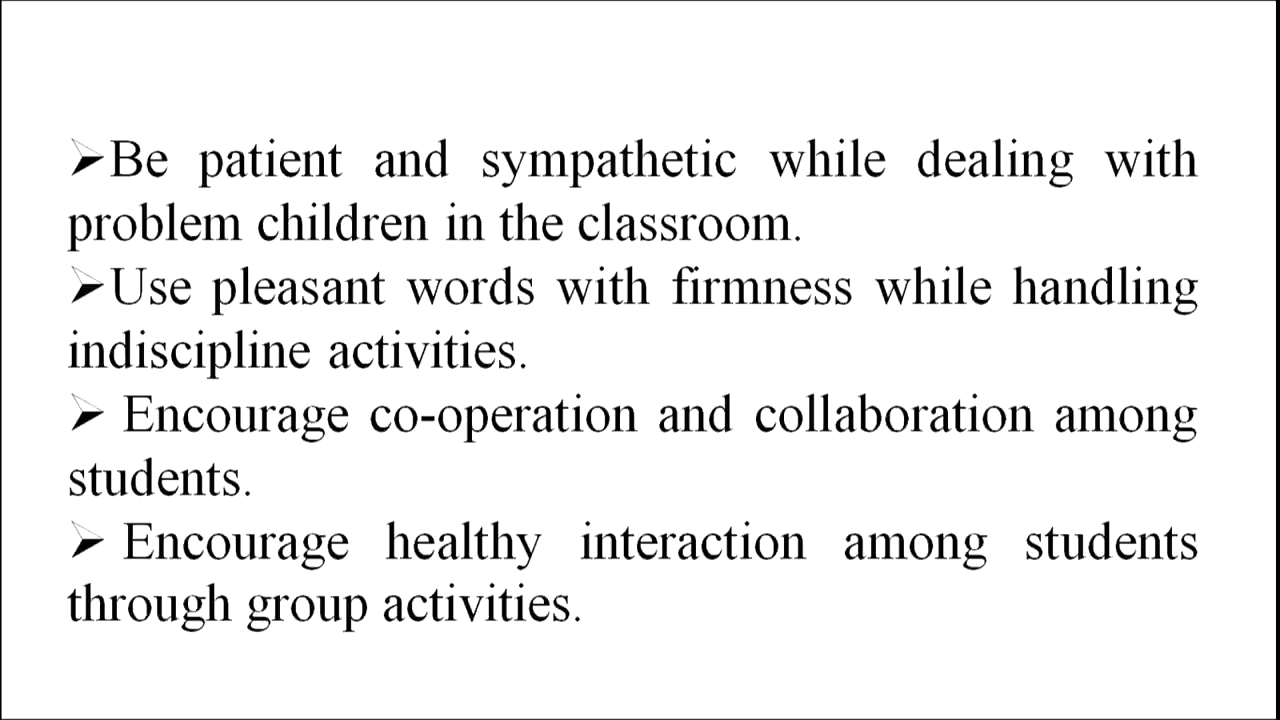 ➢Be patient and sympathetic while dealing with
problem children in the classroom.
➢Use pleasant words with firmness while handling
indiscipline activities.
➢ Encourage co-operation and collaboration among
students.
➢ Encourage healthy interaction among students
through group activities.